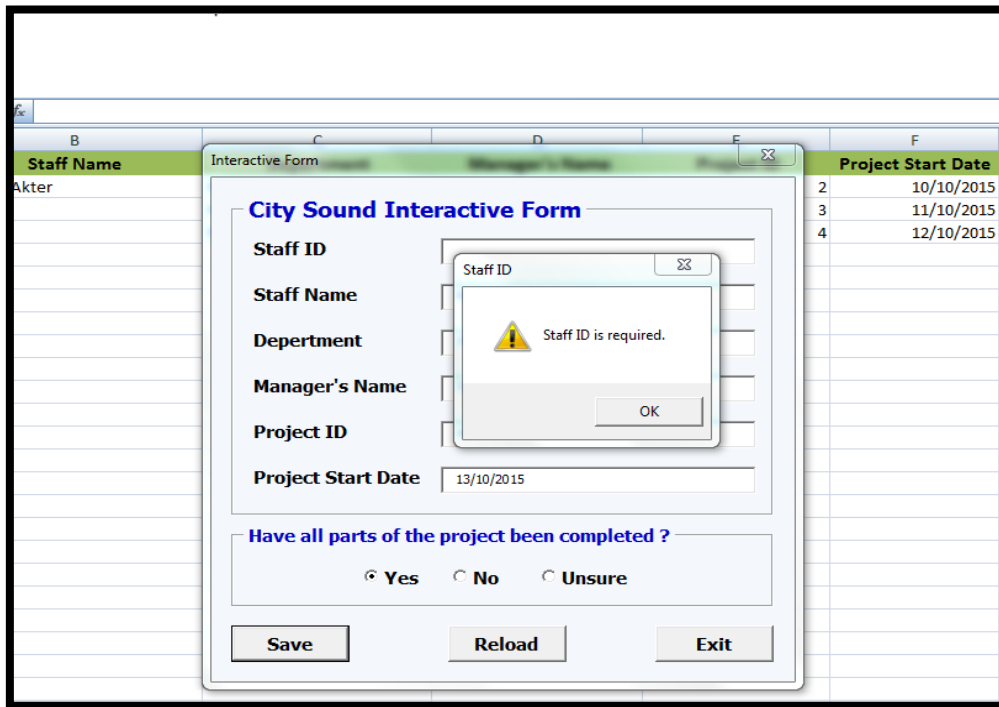 fx
B C D E F
Staff Name Project Start Date
Akter 2 10/10/2015
3 11/10/2015
4 12/10/2015
Interactive Form
City Sound Interactive Form
Staff ID
Staff Name
Depertment
Manager's Name
Project ID
Project Start Date 13/10/2015
Staff ID
Staff ID is required.
OK
Have all parts of the project been completed ?
Yes No Unsure
Save Reload Exit